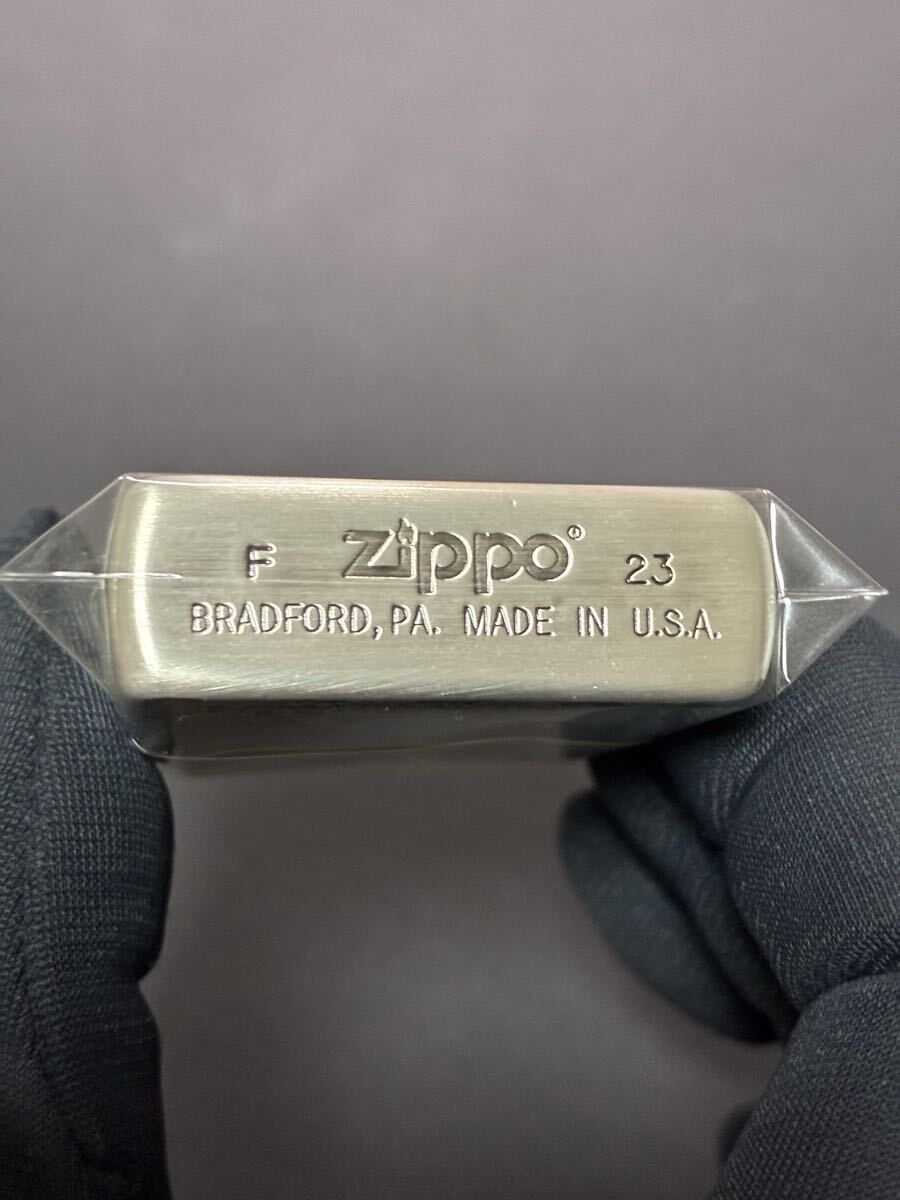 F Zippo® 23
BRADFORD, PA. MADE IN U.S.A.